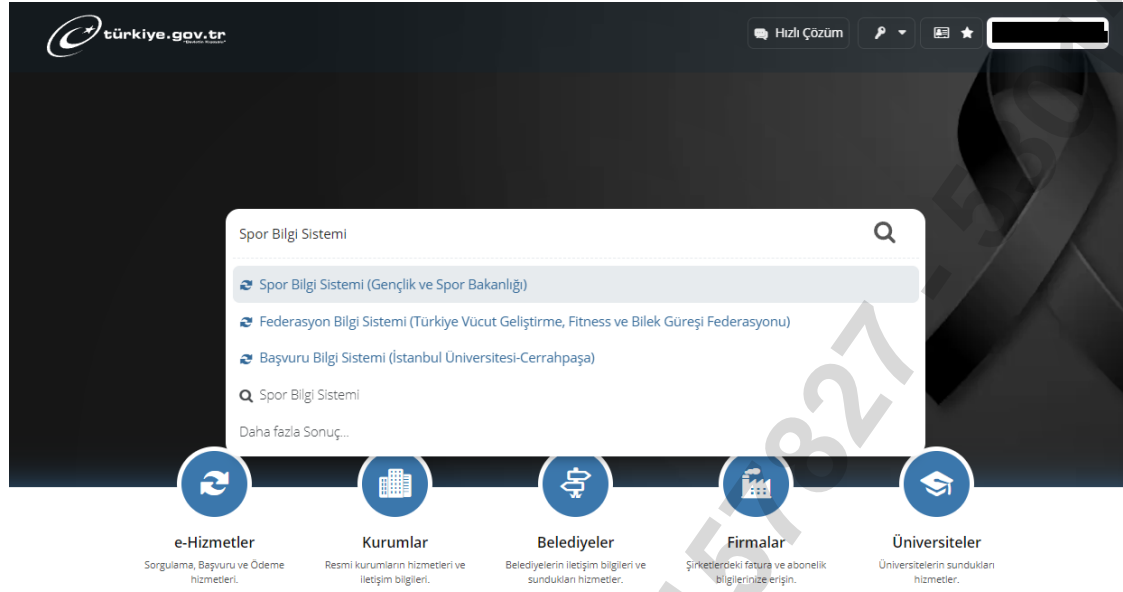 türkiye.gov.tr
Hızlı Çözüm
Spor Bilgi Sistemi
Spor Bilgi Sistemi (Gençlik ve Spor Bakanlığı)
Federasyon Bilgi Sistemi (Türkiye Vücut Geliştirme, Fitness ve Bilek Güreşi Federasyonu)
Başvuru Bilgi Sistemi (İstanbul Üniversitesi-Cerrahpaşa)
Spor Bilgi Sistemi
Daha fazla Sonuç...
e-Hizmetler
Sorgulama, Başvuru ve Ödeme
hizmetleri.
Kurumlar
Resmi kurumların hizmetleri ve
iletişim bilgileri.
Belediyeler
Belediyelerin iletişim bilgileri ve
sundukları hizmetler.
Firmalar
Şirketlerdeki fatura ve abonelik
bilgilerinize erişin.
Üniversiteler
Üniversitelerin sundukları
hizmetler.